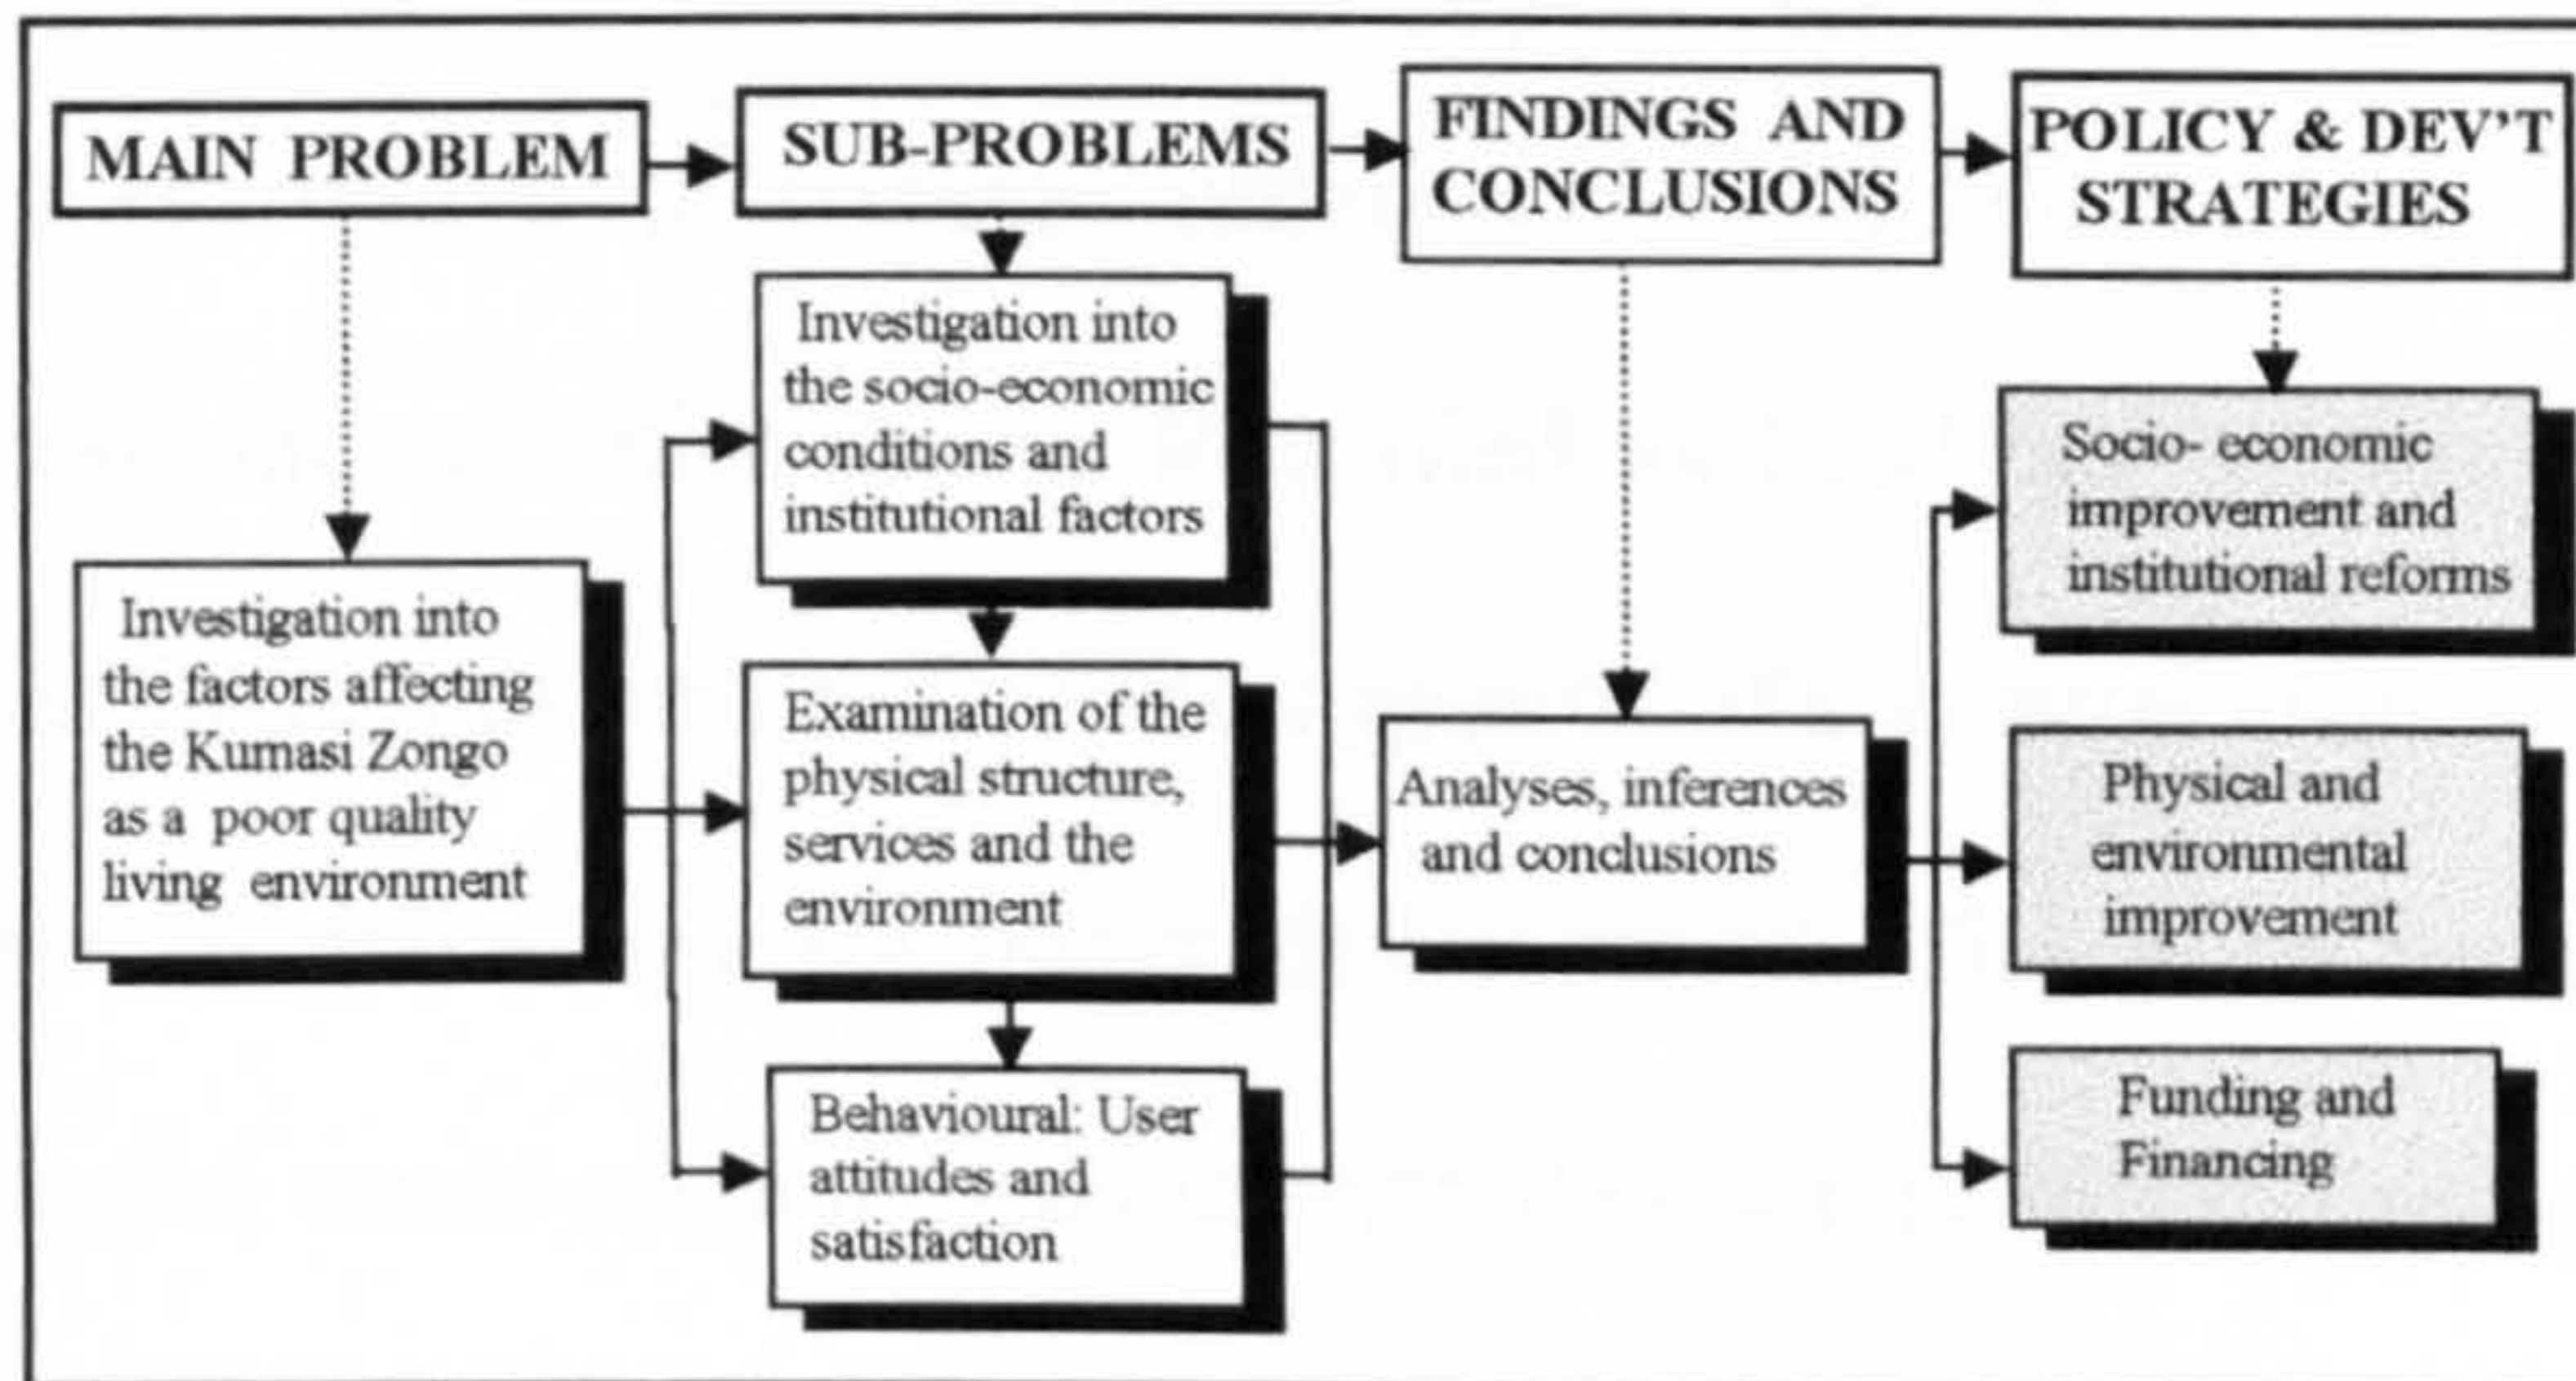 MAIN PROBLEM
SUB-PROBLEMS
FINDINGS AND
CONCLUSIONS
POLICY & DEV'T
STRATEGIES
Investigation into
the factors affecting
the Kumasi Zongo
as a poor quality
living environment
Investigation into
the socio-economic
conditions and
institutional factors
Examination of the
physical structure,
services and the
environment
Behavioural: User
attitudes and
satisfaction
Analyses, inferences
and conclusions
Socio- economic
improvement and
institutional reforms
Physical and
environmental
improvement
Funding and
Financing